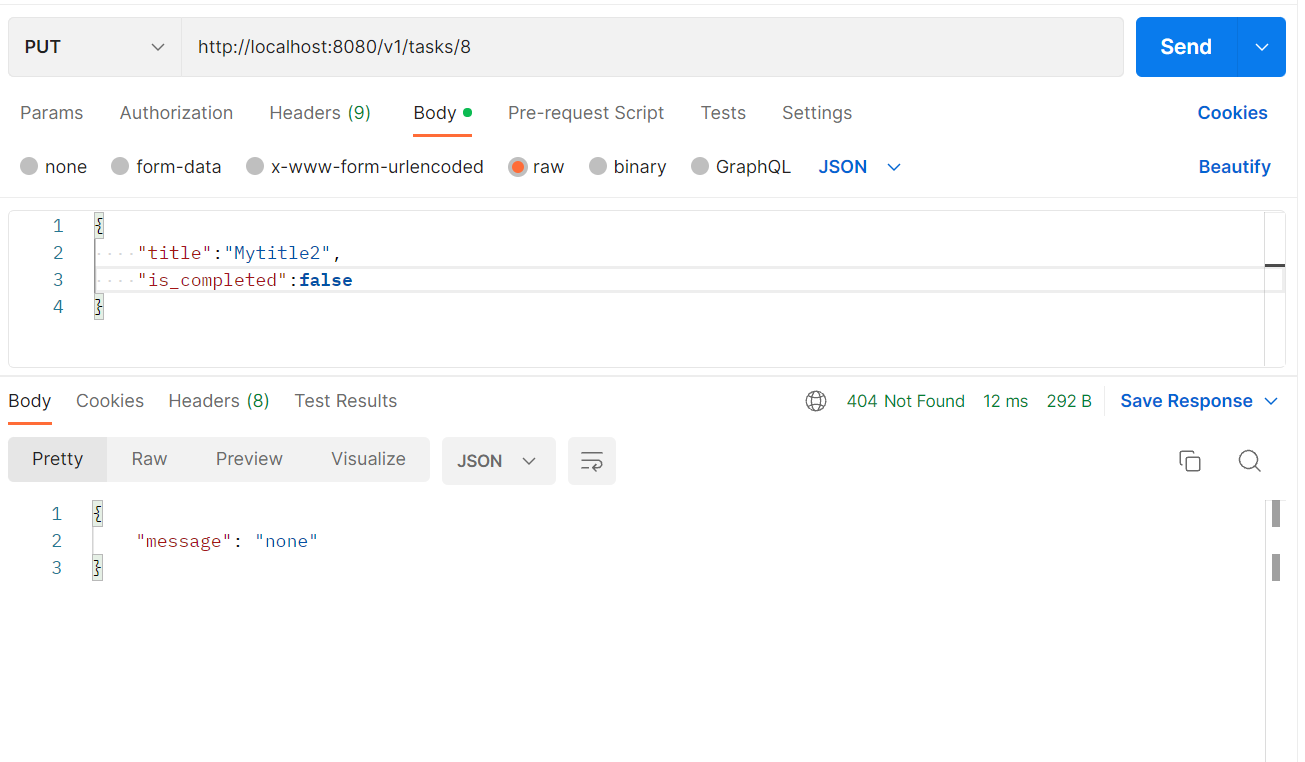 PUT http://localhost:8080/v1/tasks/8 Send
Params Authorization Headers (9) Body Pre-request Script Tests Settings Cookies
none form-data x-www-form-urlencoded raw binary GraphQL JSON Beautify
1 {
2 "title":"Mytitle2",
3 "is_completed":false
4 }
Body Cookies Headers (8) Test Results 404 Not Found 12 ms 292 B Save Response
Pretty Raw Preview Visualize JSON
1 {
2 "message": "none"
3 }